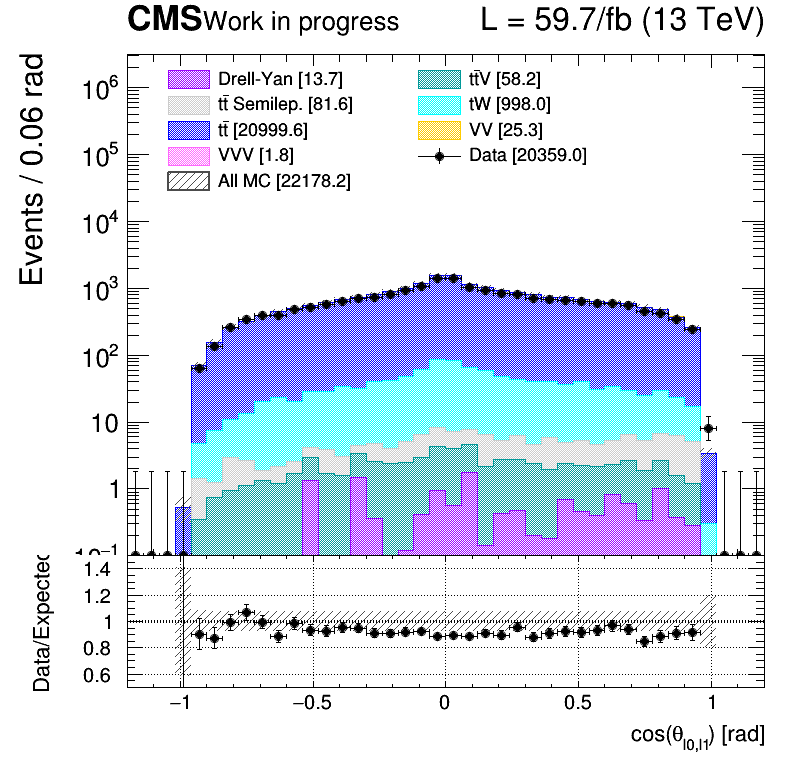 CMS Work in progress L = 59.7/fb (13 TeV)
Events / 0.06 rad
Drell-Yan [13.7]
tt̄ Semilep. [81.6]
tt̄ [20999.6]
VVV [1.8]
All MC [22178.2]
tt̄V [58.2]
tW [998.0]
VV [25.3]
Data [20359.0]
10⁶
10⁵
10⁴
10³
10²
10
1
10⁻¹
Data/Expected
1.4
1.2
1
0.8
0.6
−1 −0.5 0 0.5 1
cos(θ_l0,l1) [rad]